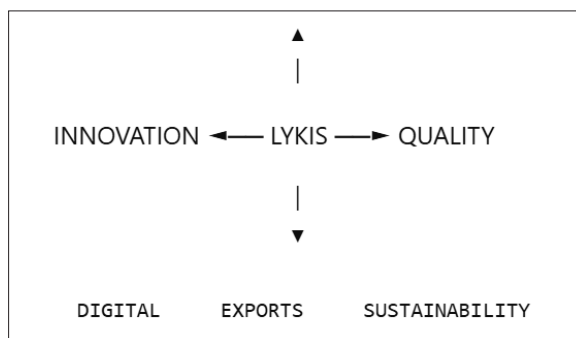 INNOVATION ◄── LYKIS ──► QUALITY
DIGITAL EXPORTS SUSTAINABILITY